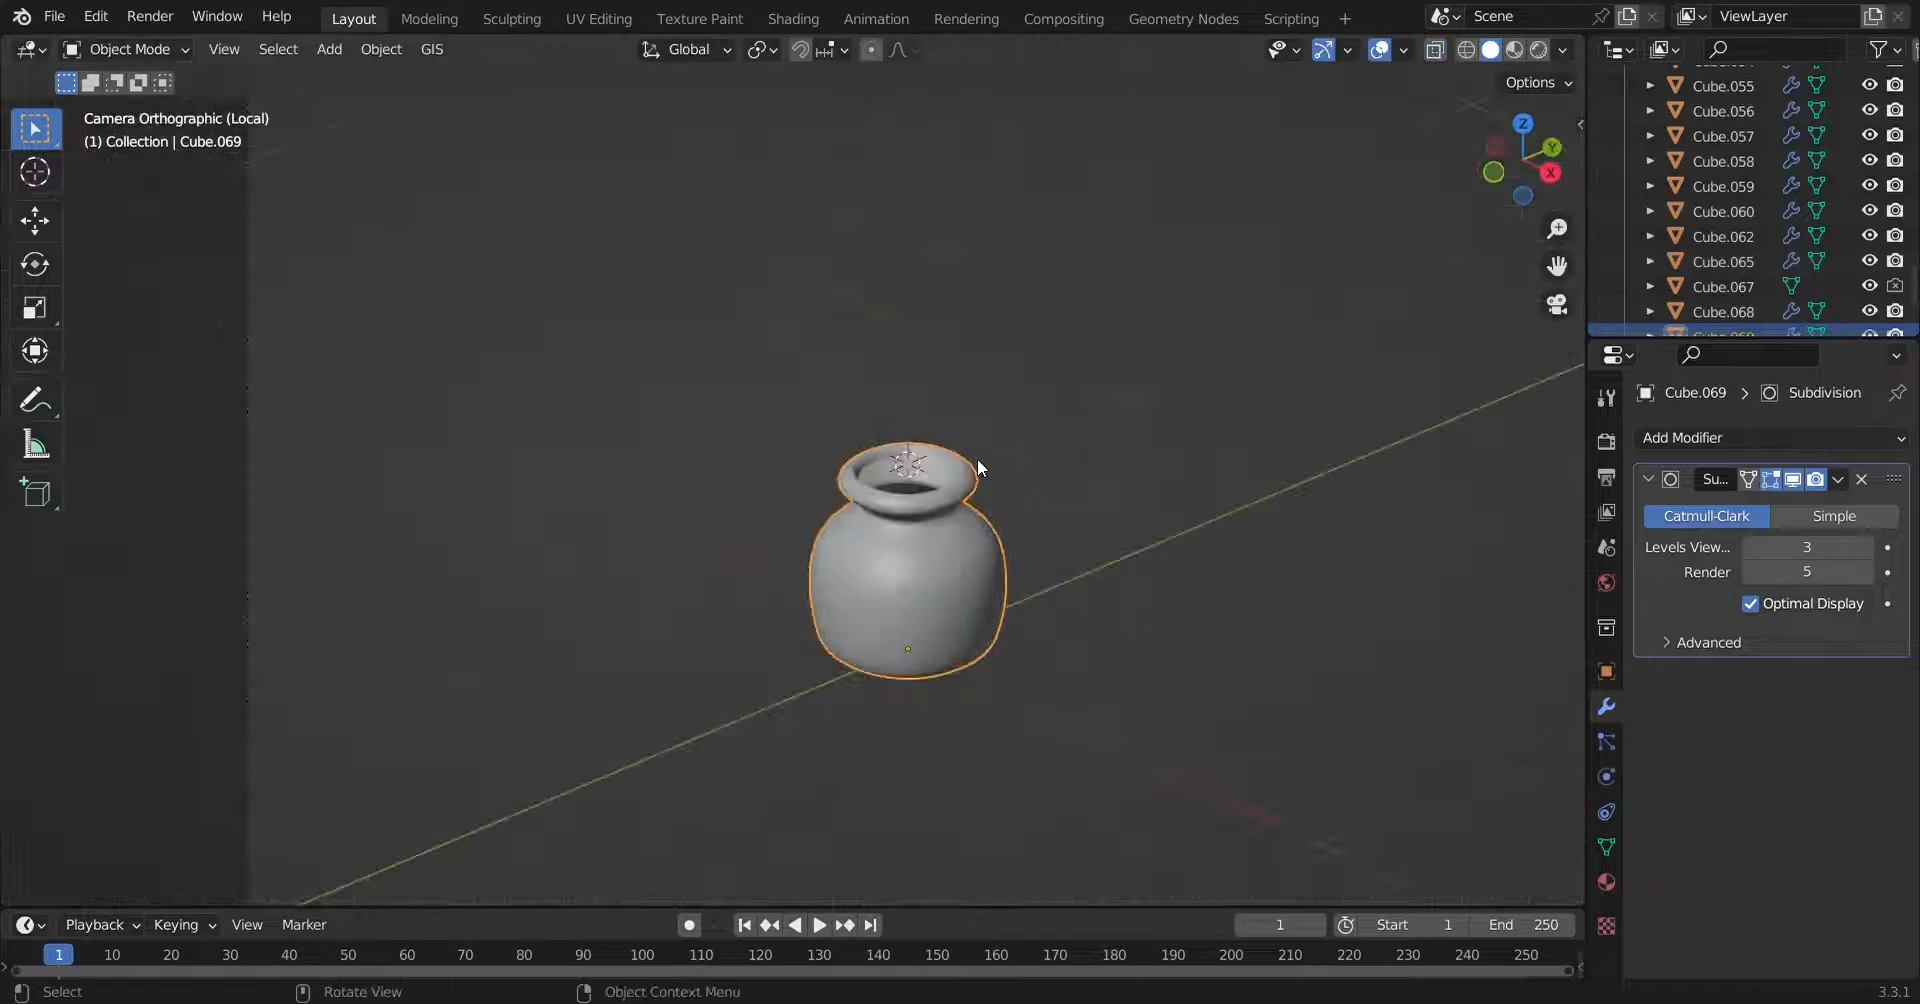 File Edit Render Window Help Layout Modeling Sculpting UV Editing Texture Paint Shading Animation Rendering Compositing Geometry Nodes Scripting + Scene ViewLayer
Object Mode View Select Add Object GIS Global
Options
Camera Orthographic (Local)
(1) Collection | Cube.069
Z
Y
X
Cube.055
Cube.056
Cube.057
Cube.058
Cube.059
Cube.060
Cube.062
Cube.065
Cube.067
Cube.068
Cube.069 > Subdivision
Add Modifier
Su...
Catmull-Clark Simple
Levels View... 3
Render 5
Optimal Display
Advanced
Playback Keying View Marker 1 Start 1 End 250
1 10 20 30 40 50 60 70 80 90 100 110 120 130 140 150 160 170 180 190 200 210 220 230 240 250
Select Rotate View Object Context Menu 3.3.1